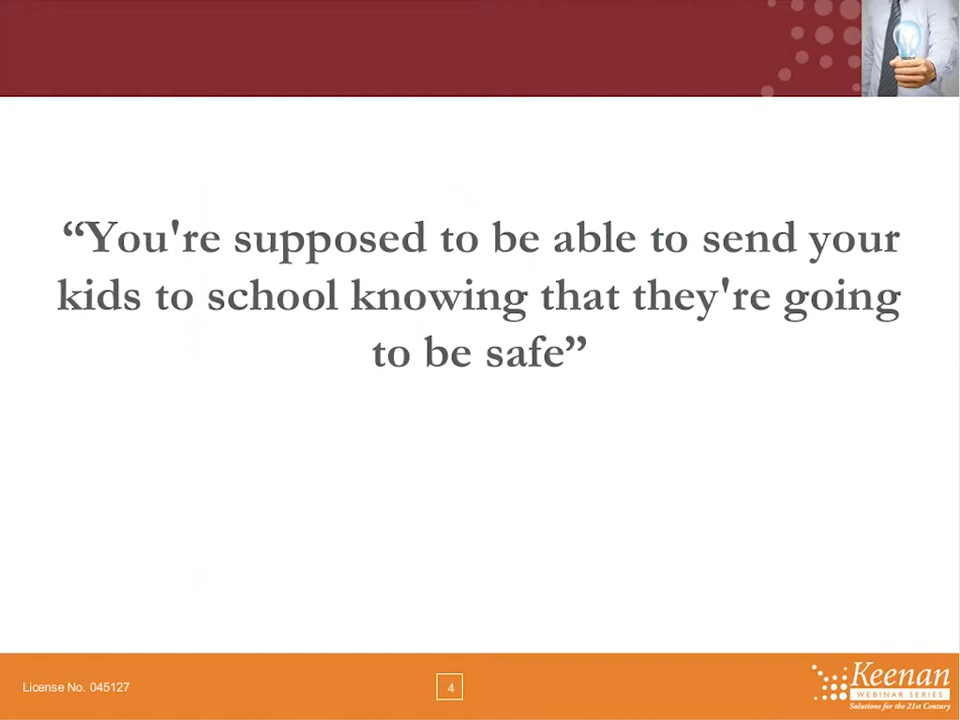 “You're supposed to be able to send your
kids to school knowing that they're going
to be safe”
License No. 045127
4
Keenan
WEBINAR SERIES
Solutions for the 21st Century